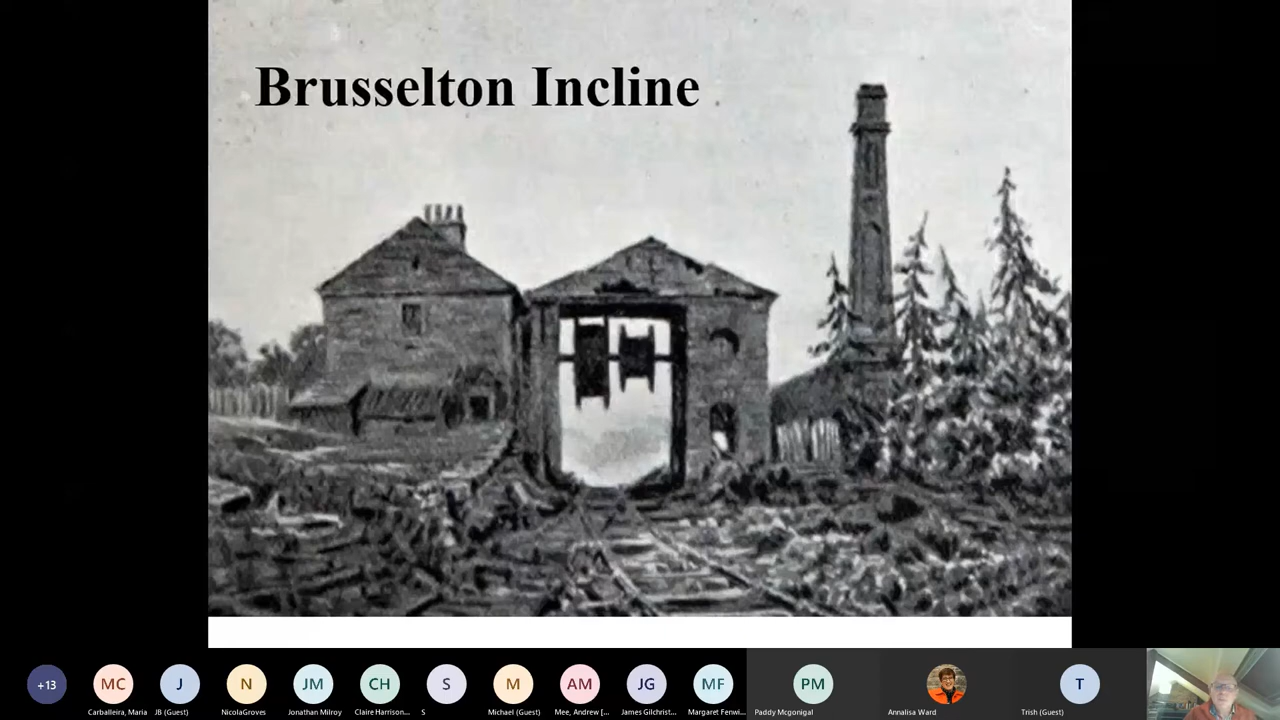 Brusselton Incline
+13
MC
J
N
JM
CH
S
M
AM
JG
MF
PM
T
Carballeira, Maria
JB (Guest)
NicolaGroves
Jonathan Milroy
Claire Harrison...
S
Michael (Guest)
Mee, Andrew [...
James Gilchrist...
Margaret Fenwi...
Paddy Mcgonigal
Annalisa Ward
Trish (Guest)